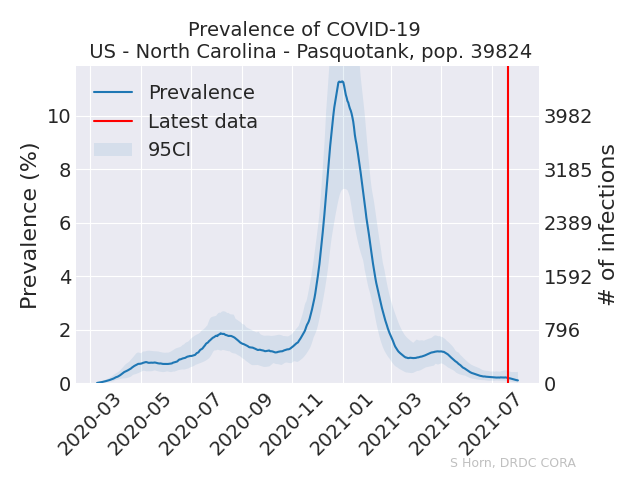 Prevalence of COVID-19
US - North Carolina - Pasquotank, pop. 39824
Prevalence
Latest data
95CI
Prevalence (%)
10
8
6
4
2
0
3982
3185
2389
1592
796
0
# of infections
2020-03
2020-05
2020-07
2020-09
2020-11
2021-01
2021-03
2021-05
2021-07
S Horn, DRDC CORA